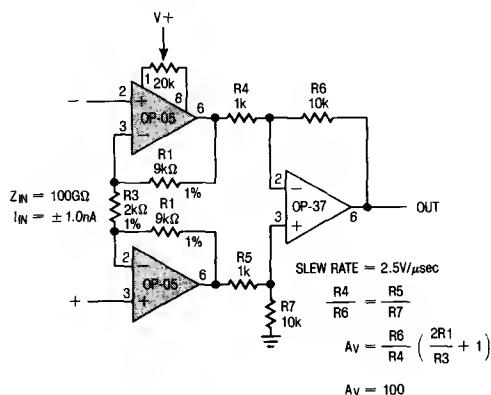 V+
1
20k
8
2
−
+
OP-05
6
3
−
R4
1k
R6
10k
R1
9kΩ
1%
ZIN = 100GΩ
IIN = ± 1.0nA
R3
2kΩ
1%
R1
9kΩ
1%
2
−
OP-37
3
+
6
OUT
2
−
OP-05
6
+
3
+
R5
1k
R7
10k
SLEW RATE = 2.5V/μsec
R4/R6 = R5/R7
AV = R6/R4 (2R1/R3 + 1)
AV = 100